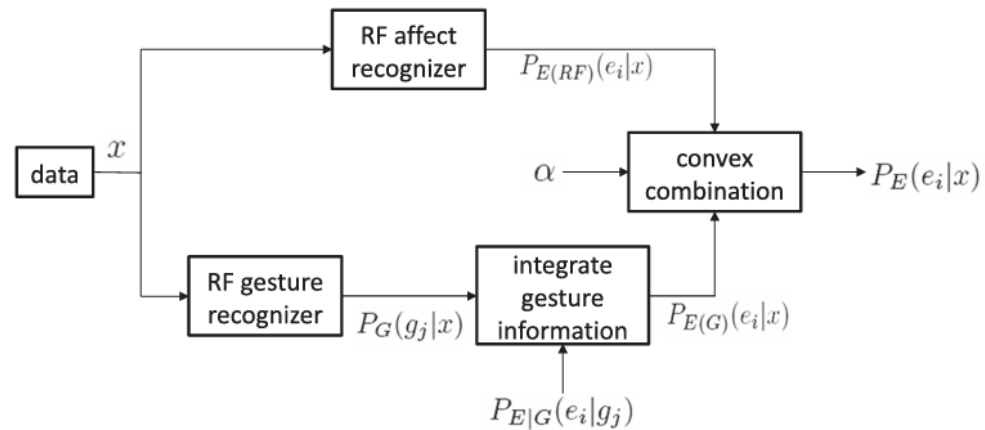 RF affect
recognizer
P_{E(RF)}(e_i|x)
data
x
α
convex
combination
P_E(e_i|x)
RF gesture
recognizer
P_G(g_j|x)
integrate
gesture
information
P_{E(G)}(e_i|x)
P_{E|G}(e_i|g_j)